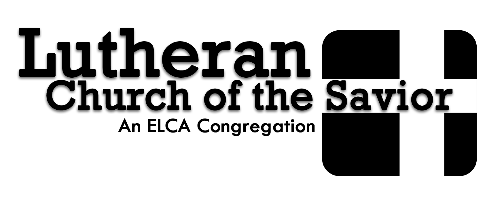 Lutheran
Church of the Savior
An ELCA Congregation